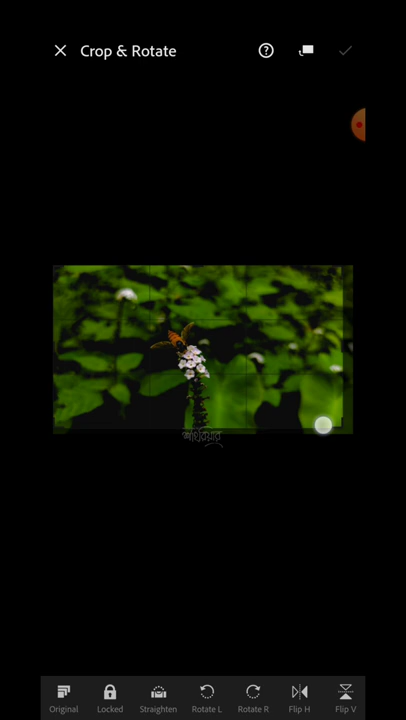 Crop & Rotate
Original Locked Straighten Rotate L Rotate R Flip H Flip V